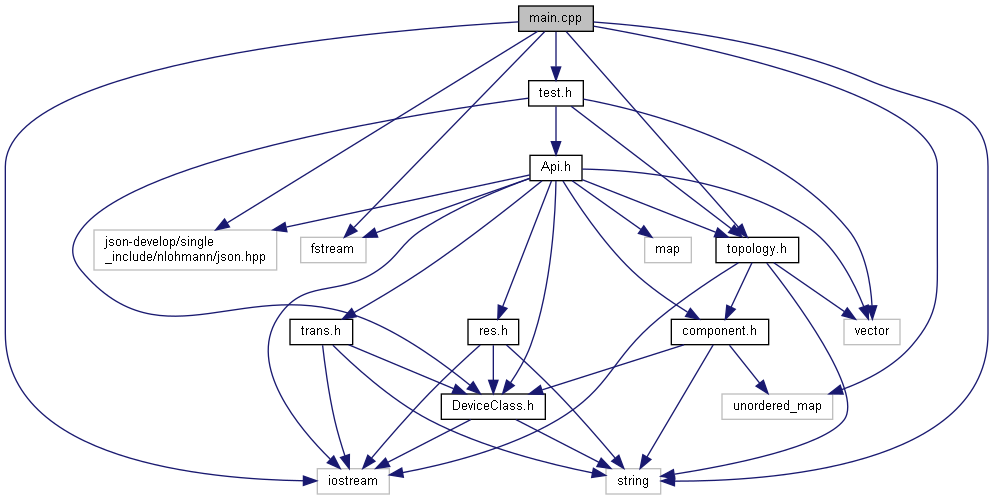 main.cpp
test.h
Api.h
json-develop/single
_include/nlohmann/json.hpp
fstream
map
topology.h
trans.h
res.h
component.h
vector
DeviceClass.h
unordered_map
iostream
string